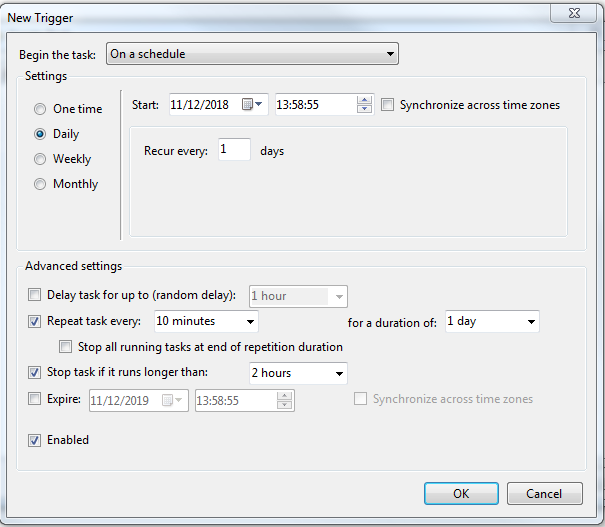 New Trigger
Begin the task: On a schedule
Settings
One time
Daily
Weekly
Monthly
Start: 11/12/2018 13:58:55 Synchronize across time zones
Recur every: 1 days
Advanced settings
Delay task for up to (random delay): 1 hour
Repeat task every: 10 minutes for a duration of: 1 day
Stop all running tasks at end of repetition duration
Stop task if it runs longer than: 2 hours
Expire: 11/12/2019 13:58:55 Synchronize across time zones
Enabled
OK Cancel